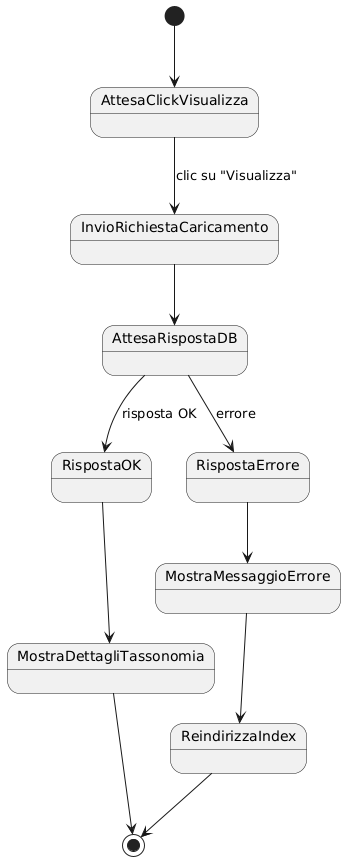 AttesaClickVisualizza
clic su "Visualizza"
InvioRichiestaCaricamento
AttesaRispostaDB
risposta OK
errore
RispostaOK
RispostaErrore
MostraMessaggioErrore
MostraDettagliTassonomia
ReindirizzaIndex